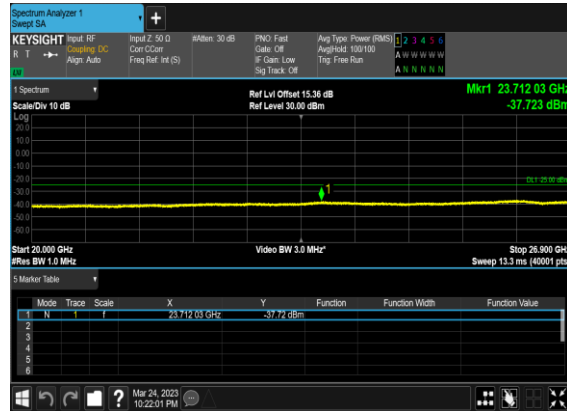 Spectrum Analyzer 1
Swept SA
+
KEYSIGHT Input: RF Input Z: 50 Ω #Atten: 30 dB PNO: Fast Avg Type: Power (RMS) 1 2 3 4 5 6
R T Coupling: DC Corr CCorr Gate: Off Avg|Hold: 100/100 A W W W W W
Align: Auto Freq Ref: Int (S) IF Gain: Low Trig: Free Run
LW Sig Track: Off A N N N N N
1 Spectrum Ref Lvl Offset 15.36 dB Mkr1 23.712 03 GHz
Scale/Div 10 dB Ref Level 30.00 dBm -37.723 dBm
Log
20.0
10.0
0.00
-10.0
-20.0 DL1 -25.00 dBm
-30.0 1
-40.0
-50.0
-60.0
Start 20.000 GHz Video BW 3.0 MHz* Stop 26.900 GHz
#Res BW 1.0 MHz Sweep 13.3 ms (40001 pts)
5 Marker Table
Mode Trace Scale X Y Function Function Width Function Value
1 N 1 f 23.712 03 GHz -37.72 dBm
2
3
4
5
6
? Mar 24, 2023
10:22:01 PM